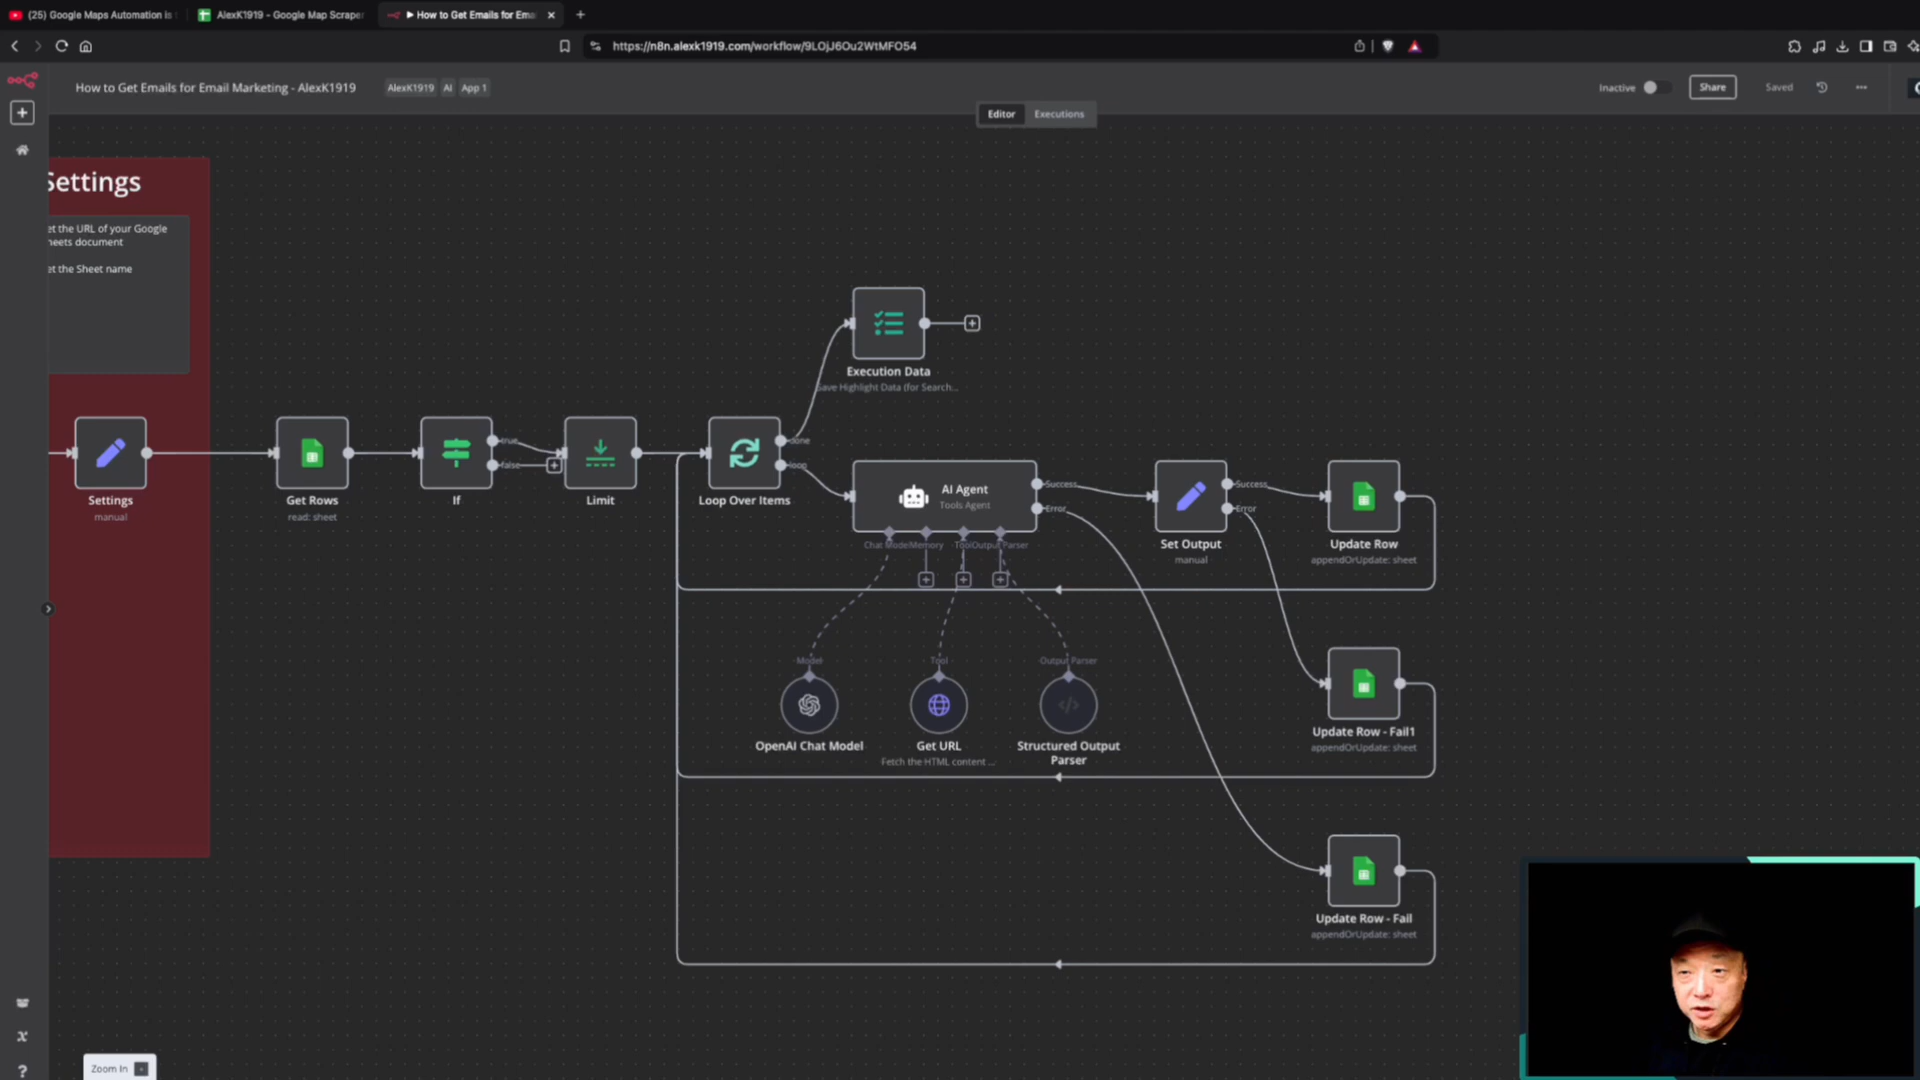 (25) Google Maps Automation is
AlexK1919 - Google Map Scraper
How to Get Emails for Ema
https://n8n.alexk1919.com/workflow/9LOjJ6Ou2WtMFO54
How to Get Emails for Email Marketing - AlexK1919
AlexK1919
AI
App 1
Inactive
Share
Saved
Editor
Executions
Settings
et the URL of your Google
heets document
et the Sheet name
Execution Data
Save Highlight Data (for Search...
true
false
done
loop
Settings
manual
Get Rows
read: sheet
If
Limit
Loop Over Items
AI Agent
Tools Agent
Success
Error
Chat Model
Memory
Tool
Output Parser
Success
Error
Set Output
manual
Update Row
appendOrUpdate: sheet
Model
Tool
Output Parser
OpenAI Chat Model
Get URL
Fetch the HTML content ...
Structured Output
Parser
Update Row - Fail1
appendOrUpdate: sheet
Update Row - Fail
appendOrUpdate: sheet
Zoom In